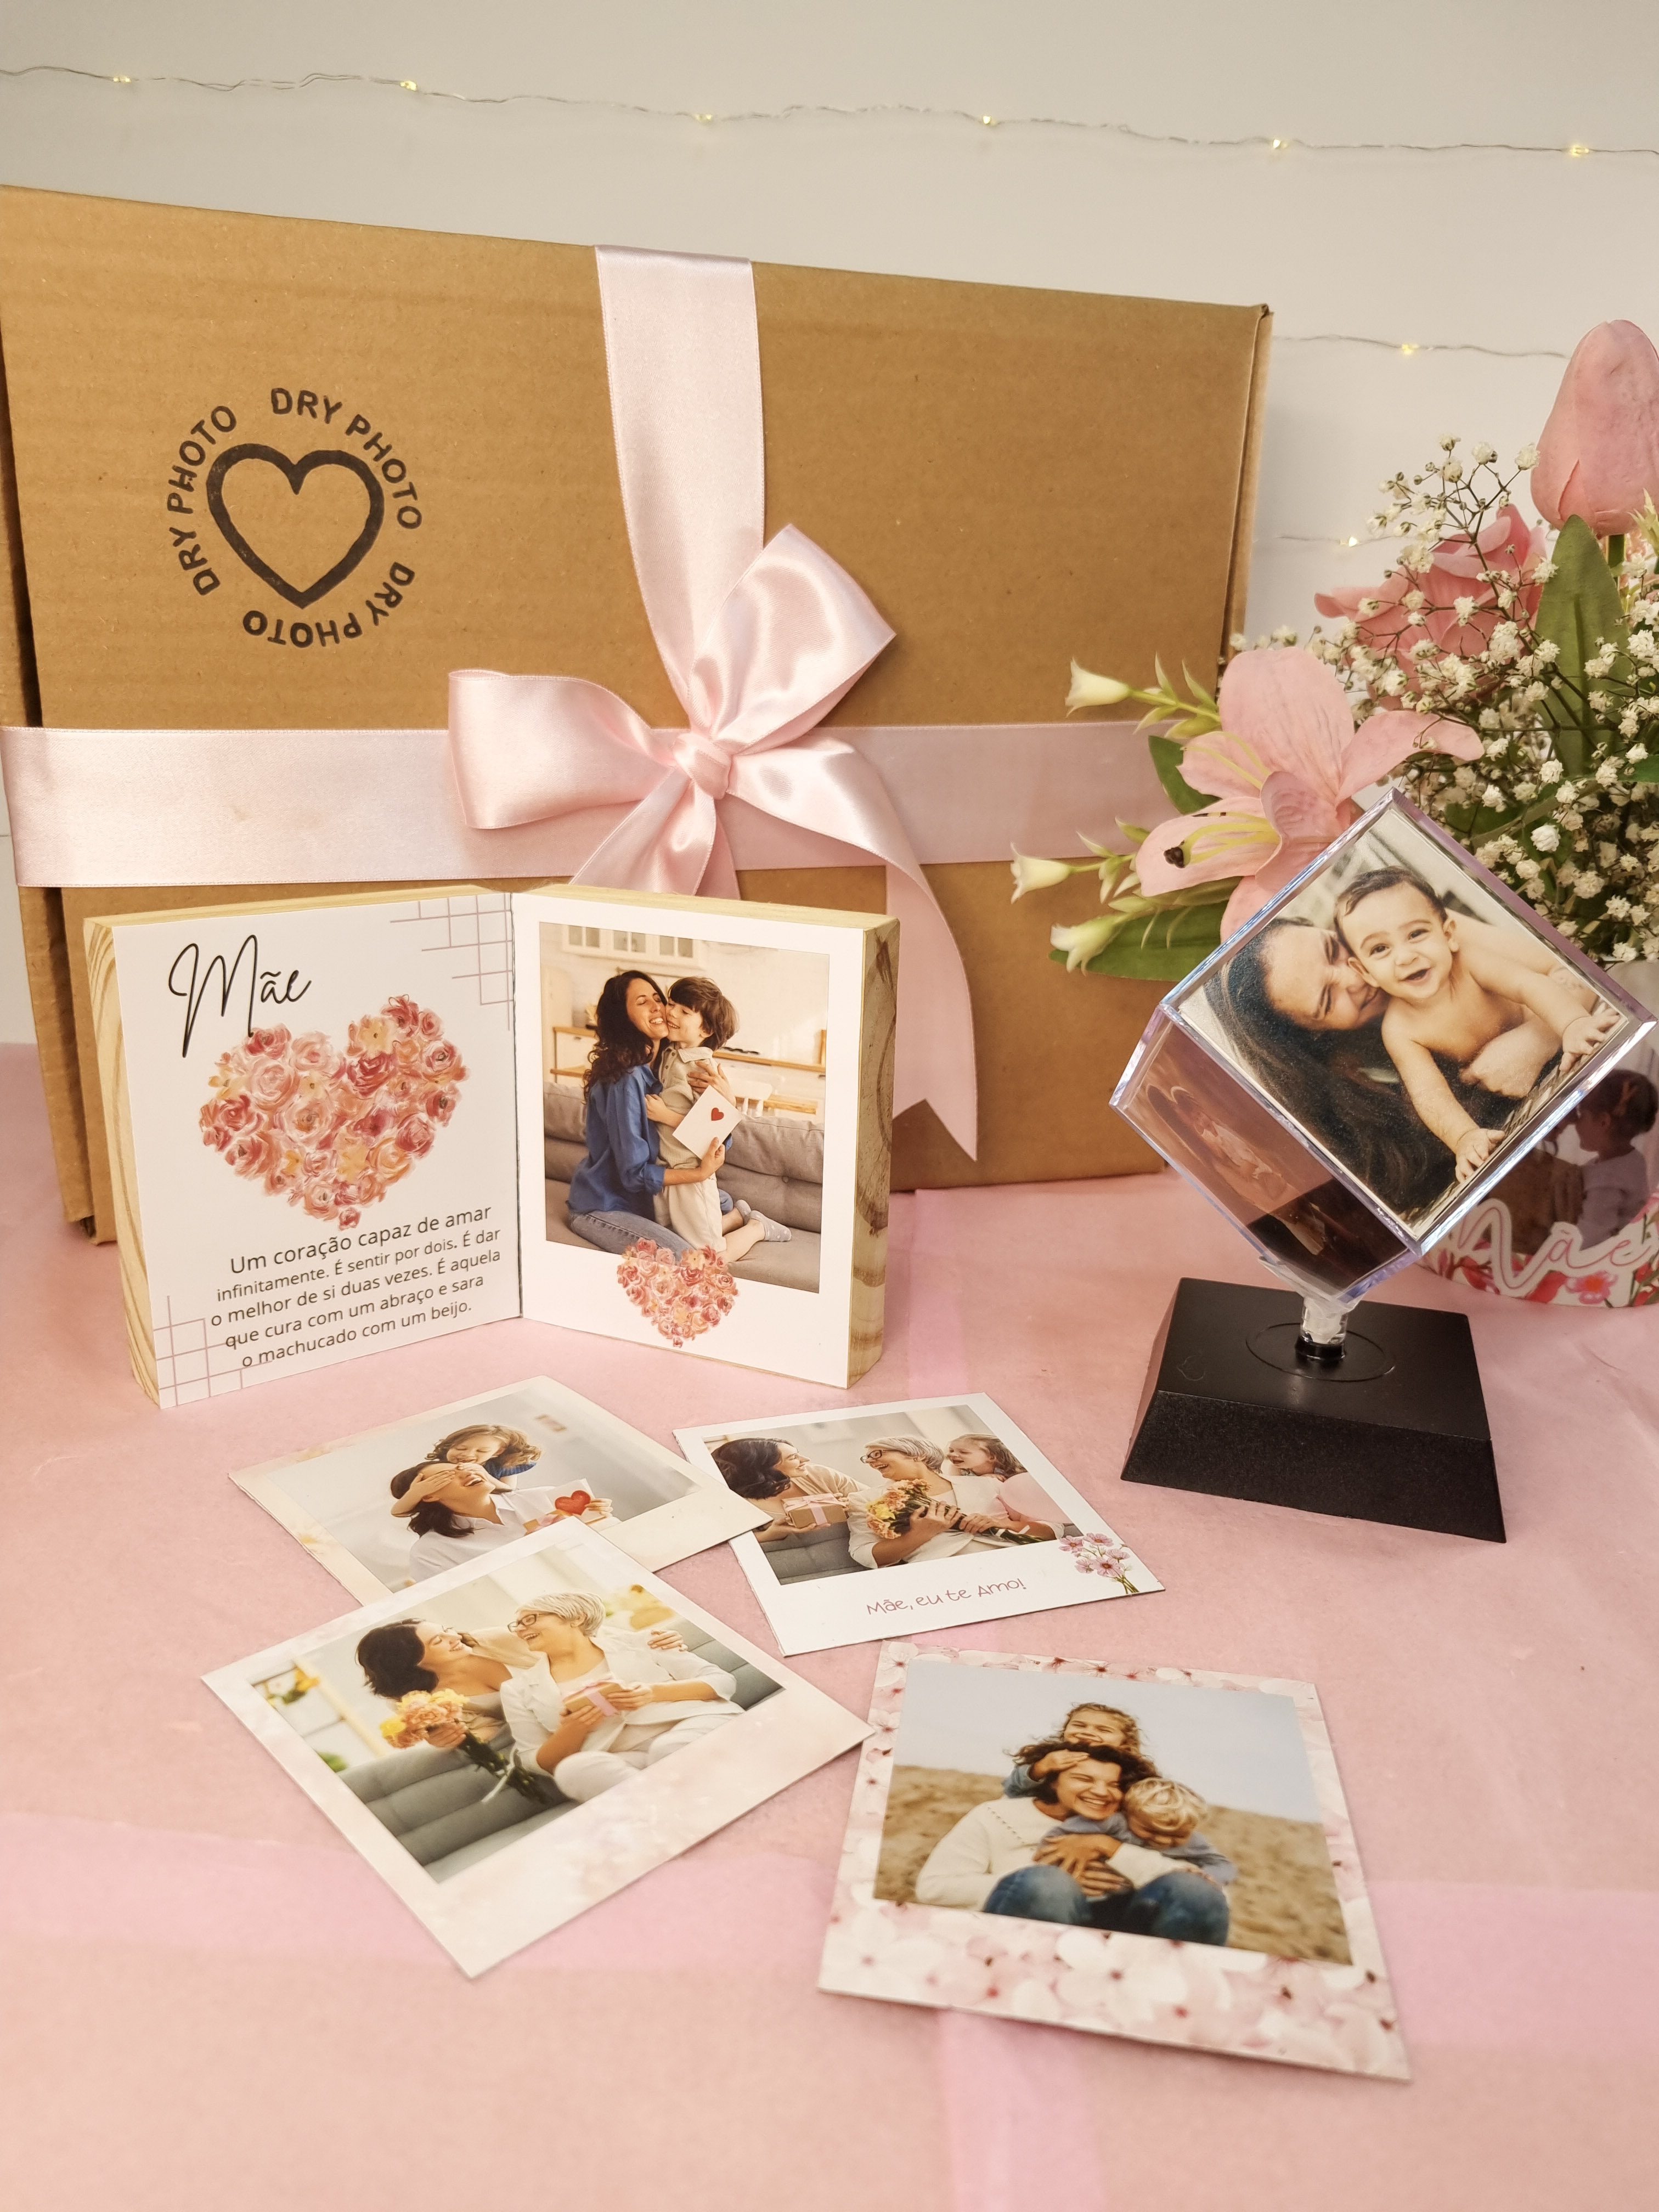 DRY PHOTO DRY PHOTO DRY PHOTO DRY PHOTO
Mãe
Um coração capaz de amar
infinitamente. É sentir por dois. É dar
o melhor de si duas vezes. É aquela
que cura com um abraço e sara
o machucado com um beijo.
Mãe, eu te Amo!
Mãe